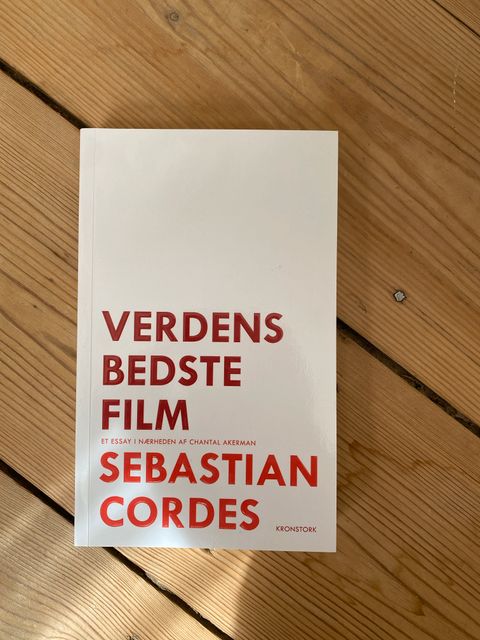 VERDENS
BEDSTE
FILM
ET ESSAY I NÆRHEDEN AF CHANTAL AKERMAN
SEBASTIAN
CORDES
KRONSTORK